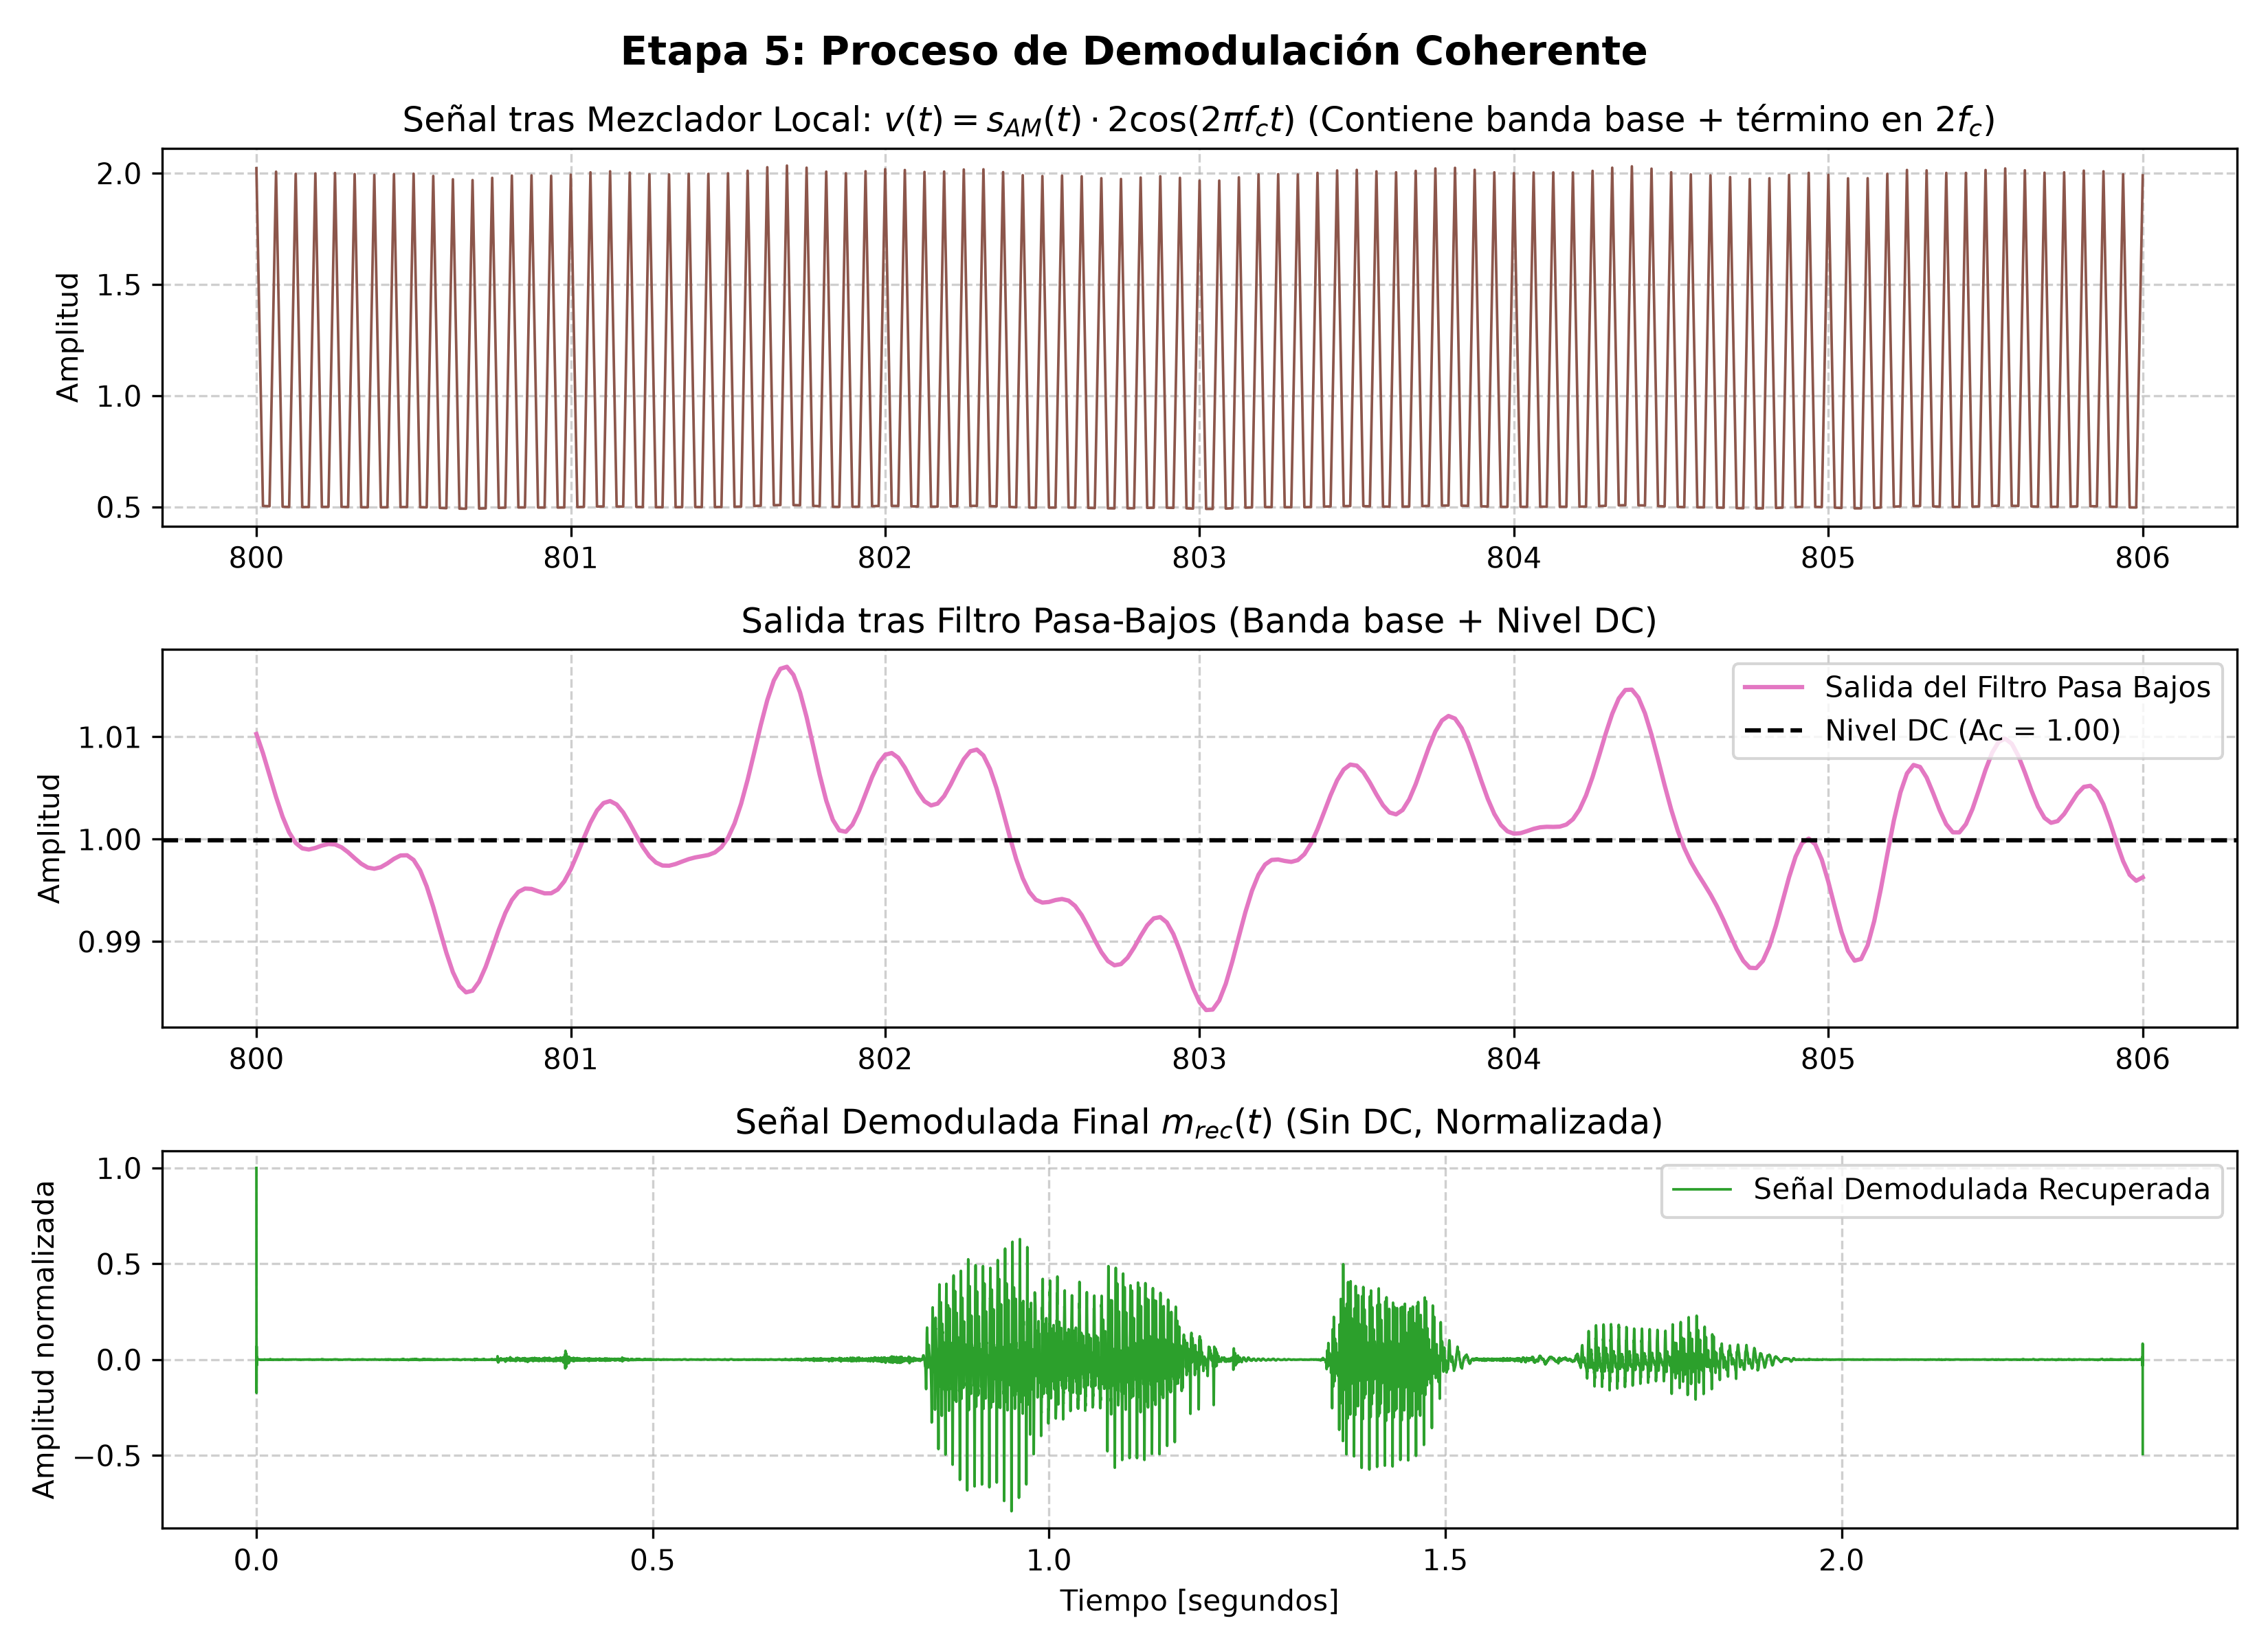 Etapa 5: Proceso de Demodulación Coherente
Señal tras Mezclador Local: v(t) = s_{AM}(t) · 2cos(2πf_ct) (Contiene banda base + término en 2f_c)
Amplitud
2.0
1.5
1.0
0.5
800 801 802 803 804 805 806
Salida tras Filtro Pasa-Bajos (Banda base + Nivel DC)
Amplitud
1.01
1.00
0.99
Salida del Filtro Pasa Bajos
Nivel DC (Ac = 1.00)
800 801 802 803 804 805 806
Señal Demodulada Final m_{rec}(t) (Sin DC, Normalizada)
Amplitud normalizada
1.0
0.5
0.0
−0.5
Señal Demodulada Recuperada
0.0 0.5 1.0 1.5 2.0
Tiempo [segundos]